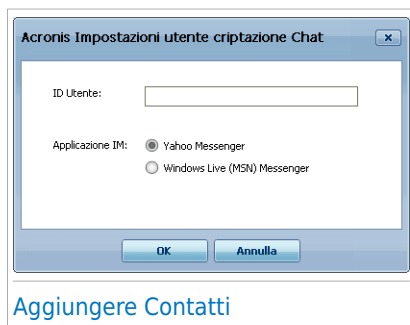 Acronis Impostazioni utente criptazione Chat
ID Utente:
Applicazione IM: Yahoo Messenger
Windows Live (MSN) Messenger
OK Annulla
Aggiungere Contatti